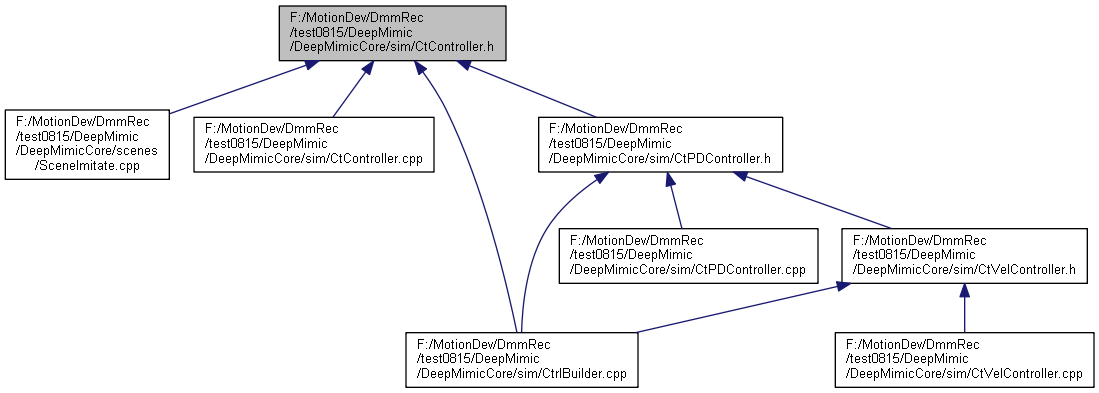 F:/MotionDev/DmmRec
/test0815/DeepMimic
/DeepMimicCore/sim/CtController.h
F:/MotionDev/DmmRec
/test0815/DeepMimic
/DeepMimicCore/scenes
/SceneImitate.cpp
F:/MotionDev/DmmRec
/test0815/DeepMimic
/DeepMimicCore/sim/CtController.cpp
F:/MotionDev/DmmRec
/test0815/DeepMimic
/DeepMimicCore/sim/CtPDController.h
F:/MotionDev/DmmRec
/test0815/DeepMimic
/DeepMimicCore/sim/CtPDController.cpp
F:/MotionDev/DmmRec
/test0815/DeepMimic
/DeepMimicCore/sim/CtVelController.h
F:/MotionDev/DmmRec
/test0815/DeepMimic
/DeepMimicCore/sim/CtrlBuilder.cpp
F:/MotionDev/DmmRec
/test0815/DeepMimic
/DeepMimicCore/sim/CtVelController.cpp